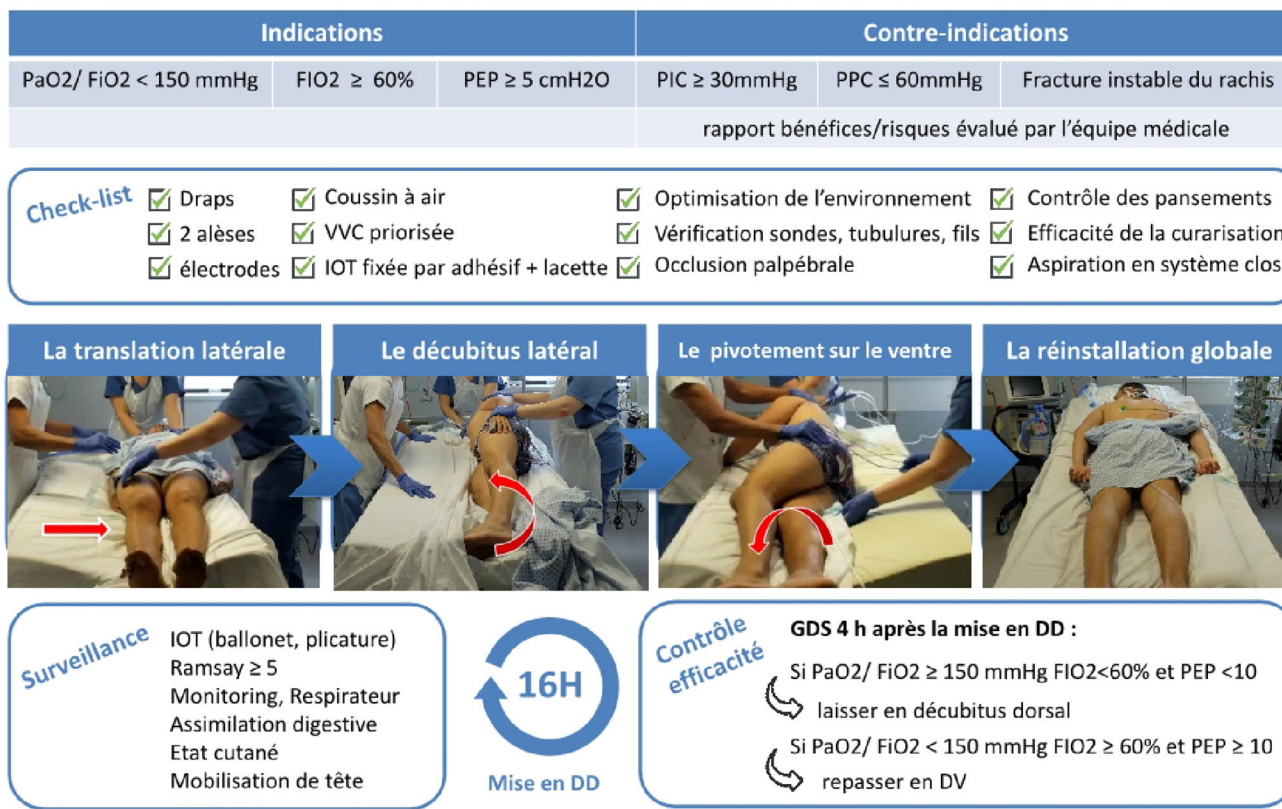 Indications
Contre-indications
PaO2/ FiO2 < 150 mmHg
FIO2 ≥ 60%
PEP ≥ 5 cmH2O
PIC ≥ 30mmHg
PPC ≤ 60mmHg
Fracture instable du rachis
rapport bénéfices/risques évalué par l’équipe médicale
Check-list
Draps
2 alèses
électrodes
Coussin à air
VVC priorisée
IOT fixée par adhésif + lacette
Optimisation de l’environnement
Vérification sondes, tubulures, fils
Occlusion palpébrale
Contrôle des pansements
Efficacité de la curarisation
Aspiration en système clos
La translation latérale
Le décubitus latéral
Le pivotement sur le ventre
La réinstallation globale
Surveillance
IOT (ballonet, plicature)
Ramsay ≥ 5
Monitoring, Respirateur
Assimilation digestive
Etat cutané
Mobilisation de tête
16H
Mise en DD
Contrôle
efficacité
GDS 4 h après la mise en DD :
Si PaO2/ FiO2 ≥ 150 mmHg FIO2<60% et PEP <10
laisser en décubitus dorsal
Si PaO2/ FiO2 < 150 mmHg FIO2 ≥ 60% et PEP ≥ 10
repasser en DV